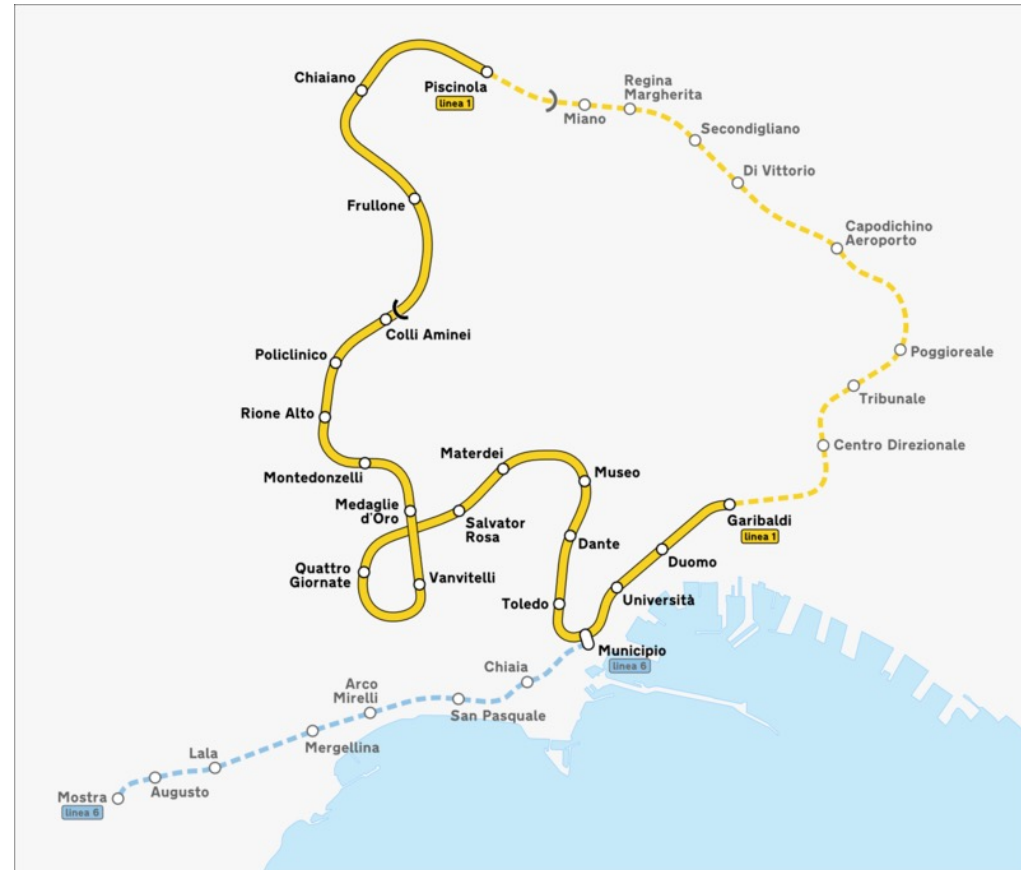 Chiaiano
Piscinola
linea 1
Regina
Margherita
Miano
Secondigliano
Di Vittorio
Frullone
Capodichino
Aeroporto
Colli Aminei
Policlinico
Poggioreale
Tribunale
Rione Alto
Centro Direzionale
Materdei
Montedonzelli
Museo
Medaglie
d'Oro
Salvator
Rosa
Garibaldi
linea 1
Dante
Duomo
Quattro
Giornate
Vanvitelli
Università
Toledo
Municipio
linea 6
Chiaia
Arco
Mirelli
San Pasquale
Mergellina
Lala
Augusto
Mostra
linea 6